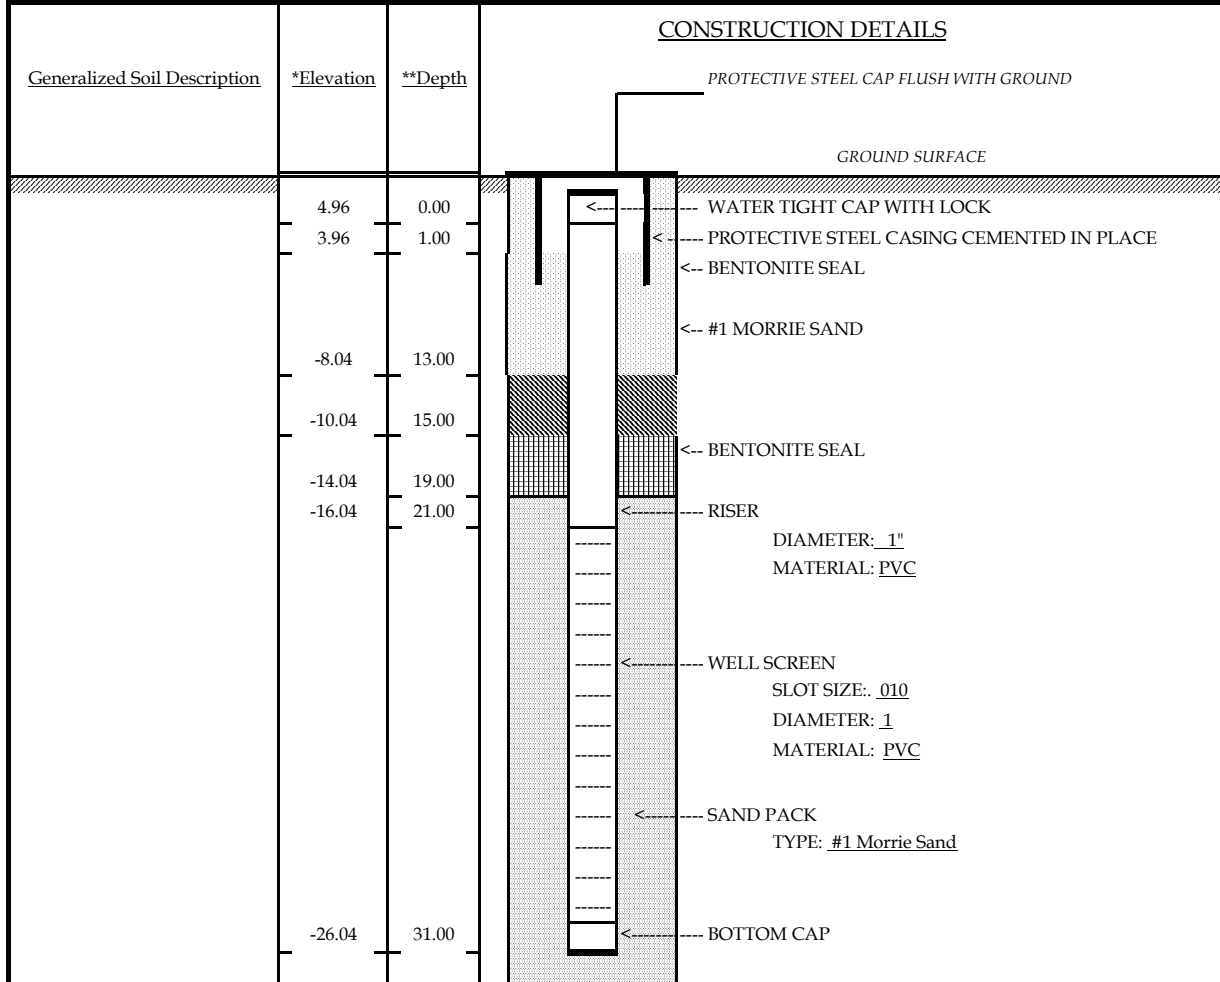 CONSTRUCTION DETAILS
Generalized Soil Description *Elevation **Depth PROTECTIVE STEEL CAP FLUSH WITH GROUND
GROUND SURFACE
4.96 0.00 WATER TIGHT CAP WITH LOCK
3.96 1.00 PROTECTIVE STEEL CASING CEMENTED IN PLACE
BENTONITE SEAL
#1 MORRIE SAND
-8.04 13.00
-10.04 15.00
BENTONITE SEAL
-14.04 19.00
-16.04 21.00 RISER
DIAMETER: 1"
MATERIAL: PVC
WELL SCREEN
SLOT SIZE:. 010
DIAMETER: 1
MATERIAL: PVC
SAND PACK
TYPE: #1 Morrie Sand
-26.04 31.00 BOTTOM CAP